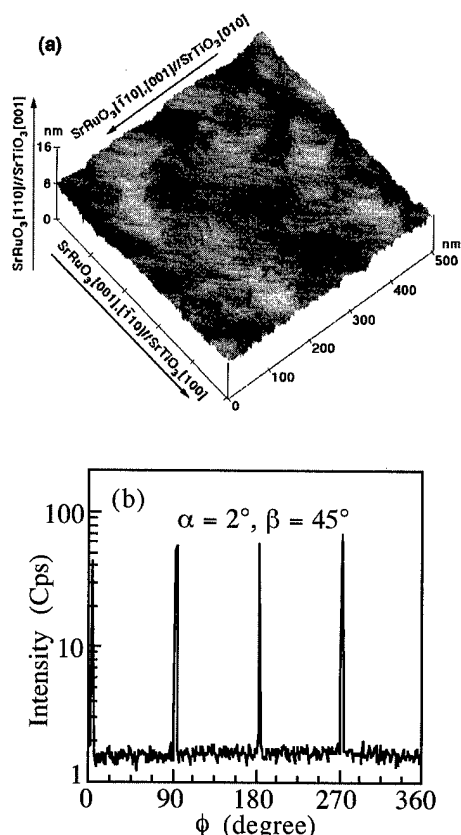 (a)
SrRuO3[1̄10],[001]//SrTiO3[010]
SrRuO3[110]//SrTiO3[001]
nm
16
8
0
SrRuO3[001],[1̄10]//SrTiO3[100]
nm
500
400
300
200
100
0
(b)
α = 2°, β = 45°
Intensity (Cps)
100
10
1
0 90 180 270 360
ϕ (degree)